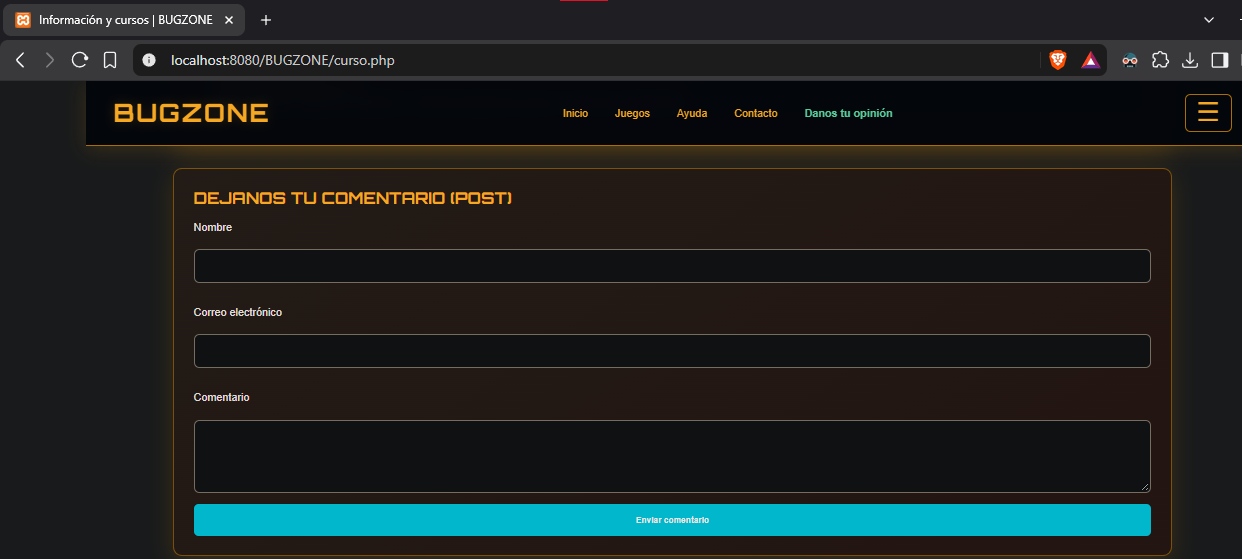 Información y cursos | BUGZONE
localhost:8080/BUGZONE/curso.php
BUGZONE
Inicio Juegos Ayuda Contacto Danos tu opinión
DEJANOS TU COMENTARIO (POST)
Nombre
Correo electrónico
Comentario
Enviar comentario